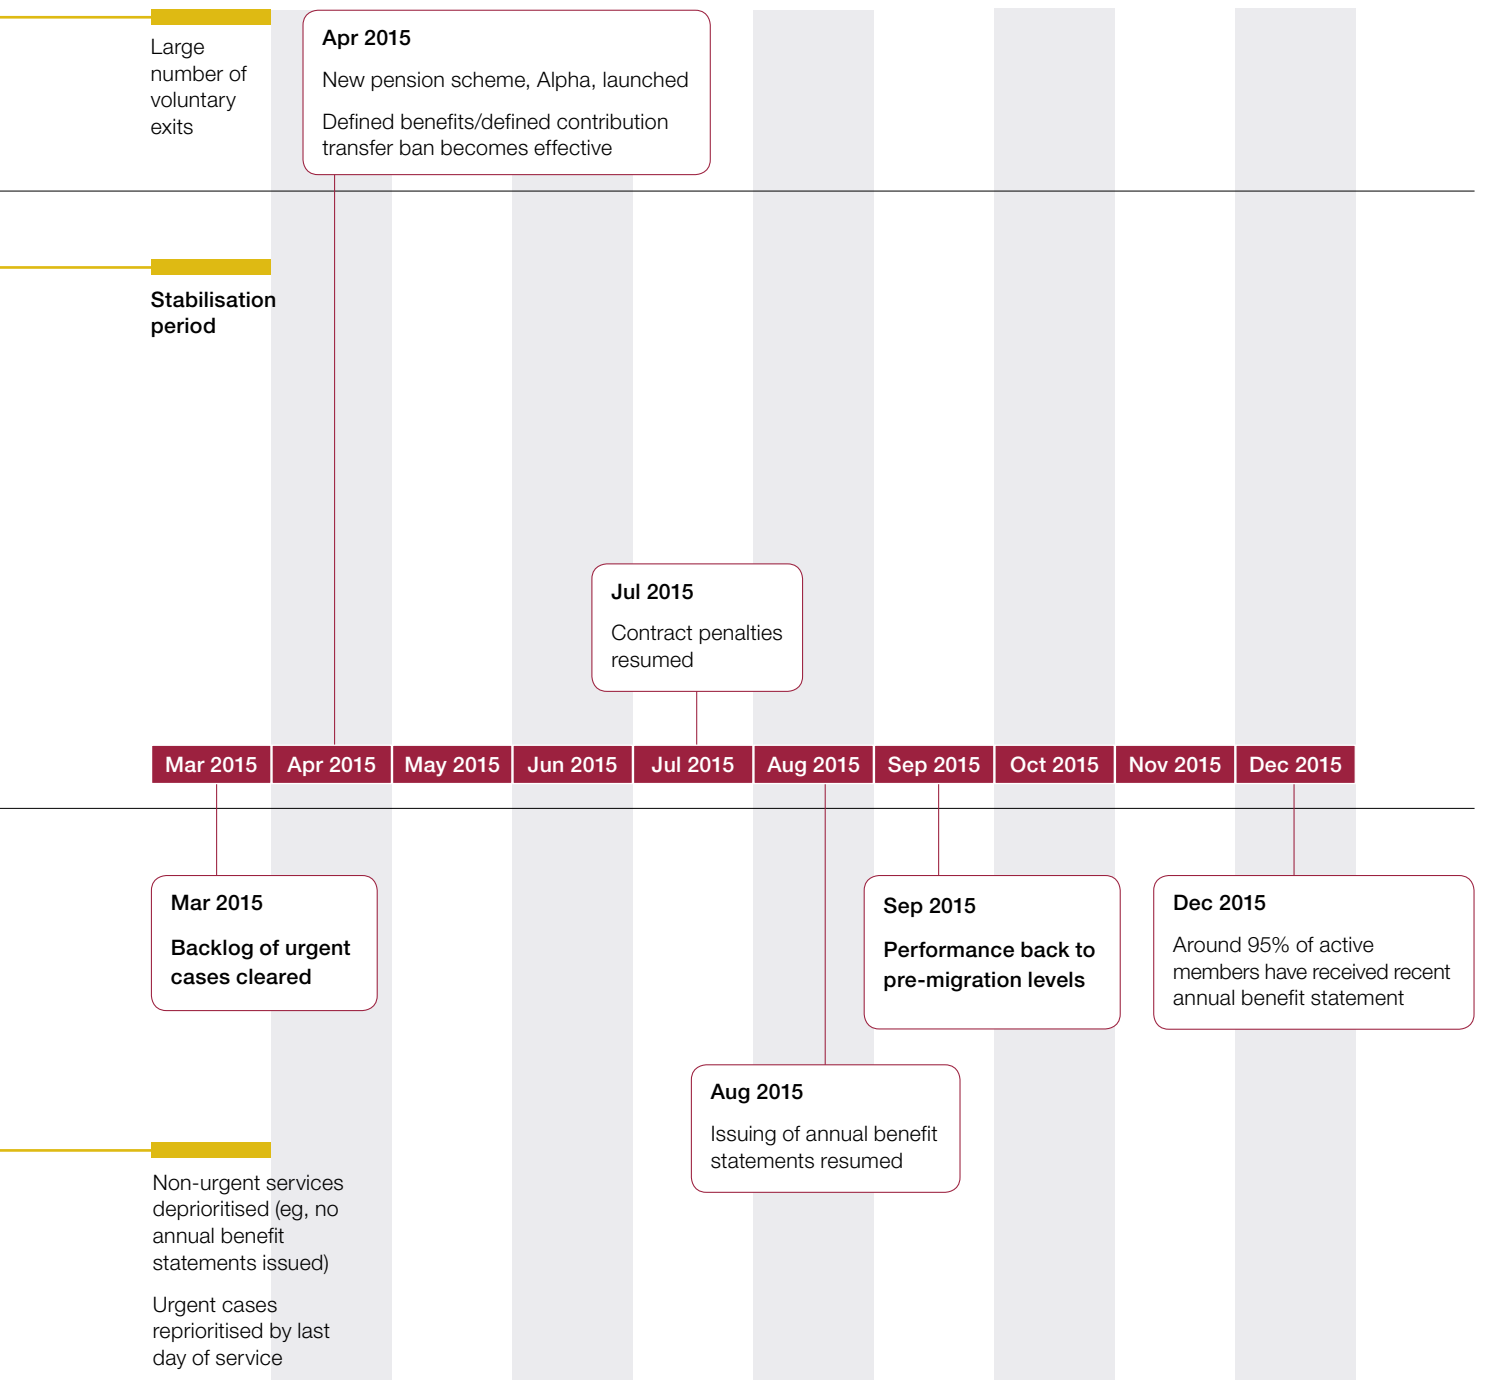 Large
number of
voluntary
exits
Apr 2015
New pension scheme, Alpha, launched
Defined benefits/defined contribution
transfer ban becomes effective
Stabilisation
period
Jul 2015
Contract penalties
resumed
Mar 2015 Apr 2015 May 2015 Jun 2015 Jul 2015 Aug 2015 Sep 2015 Oct 2015 Nov 2015 Dec 2015
Mar 2015
Backlog of urgent
cases cleared
Sep 2015
Performance back to
pre-migration levels
Dec 2015
Around 95% of active
members have received recent
annual benefit statement
Aug 2015
Issuing of annual benefit
statements resumed
Non-urgent services
deprioritised (eg, no
annual benefit
statements issued)
Urgent cases
reprioritised by last
day of service